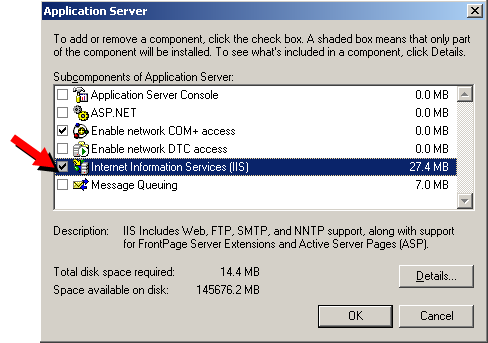 Application Server
To add or remove a component, click the check box. A shaded box means that only part
of the component will be installed. To see what's included in a component, click Details.
Subcomponents of Application Server:
Application Server Console 0.0 MB
ASP.NET 0.0 MB
Enable network COM+ access 0.0 MB
Enable network DTC access 0.0 MB
Internet Information Services (IIS) 27.4 MB
Message Queuing 7.0 MB
Description: IIS Includes Web, FTP, SMTP, and NNTP support, along with support
for FrontPage Server Extensions and Active Server Pages (ASP).
Total disk space required: 14.4 MB
Space available on disk: 145676.2 MB
Details...
OK Cancel